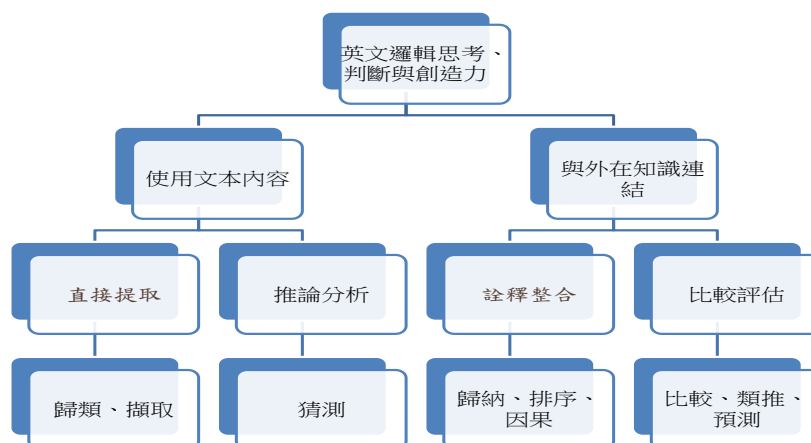 英文邏輯思考、
判斷與創造力
使用文本內容
與外在知識連
結
直接提取
推論分析
詮釋整合
比較評估
歸類、擷取
猜測
歸納、排序、
因果
比較、類推、
預測